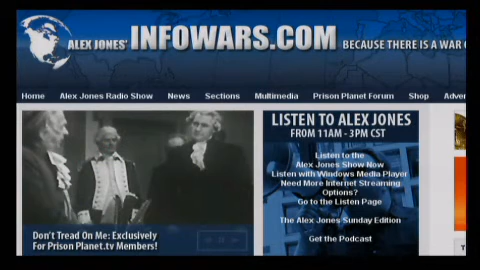 ALEX JONES' INFOWARS.COM BECAUSE THERE IS A WAR
Home Alex Jones Radio Show News Sections Multimedia Prison Planet Forum Shop
Don't Tread On Me: Exclusively
For Prison Planet.tv Members!
LISTEN TO ALEX JONES
FROM 11AM - 3PM CST
Listen to the
Alex Jones Show Now
Listen with Windows Media Player
Need More Internet Streaming
Options?
Go to the Listen Page
The Alex Jones Sunday Edition
Get the Podcast